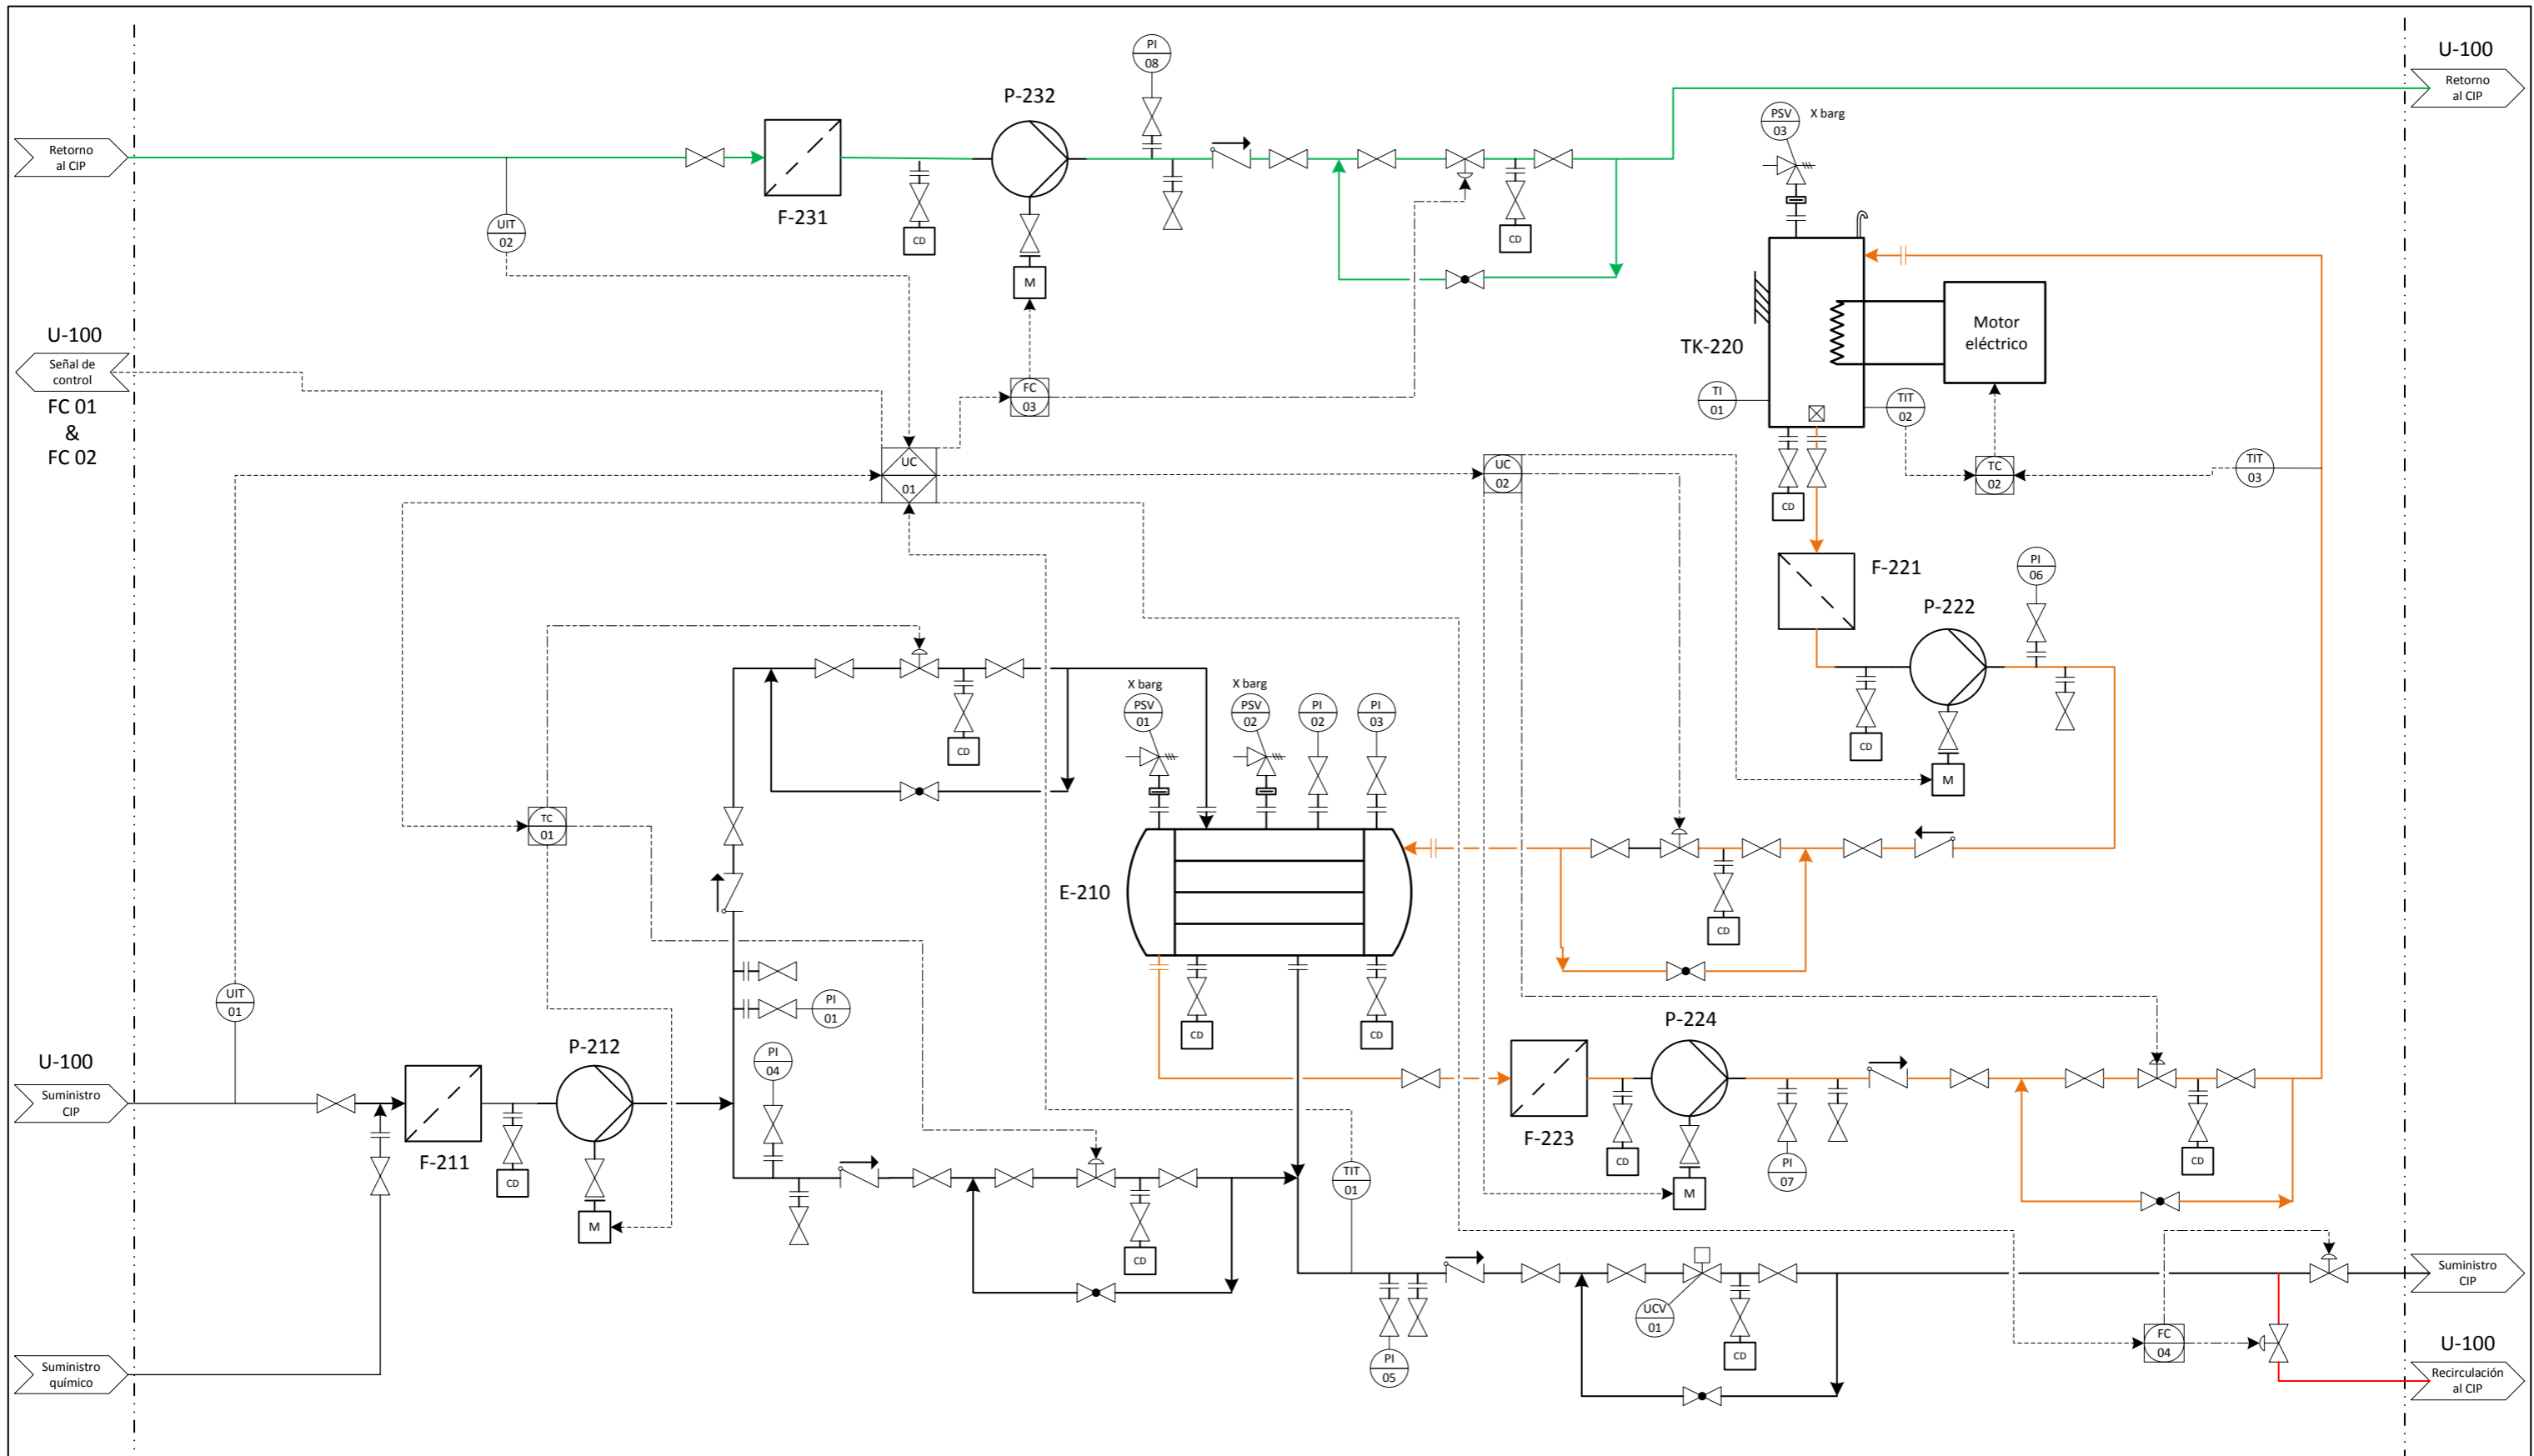 PI
08
U-100
Retorno
al CIP
P-232
PSV
03
X barg
Retorno
al CIP
F-231
CD
CD
UIT
02
M
U-100
Señal de
control
FC 01
&
FC 02
Motor
eléctrico
TK-220
FC
03
TI
01
TIT
02
UC
01
UC
02
TC
02
TIT
03
CD
F-221
PI
06
P-222
X barg
X barg
PSV
01
PSV
02
PI
02
PI
03
CD
CD
M
TC
01
E-210
CD
UIT
01
PI
01
CD
CD
P-224
U-100
P-212
PI
04
Suministro
CIP
F-211
F-223
CD
CD
CD
PI
07
TIT
01
M
M
CD
Suministro
CIP
UCV
01
FC
04
U-100
CD
PI
05
Suministro
químico
Recirculación
al CIP